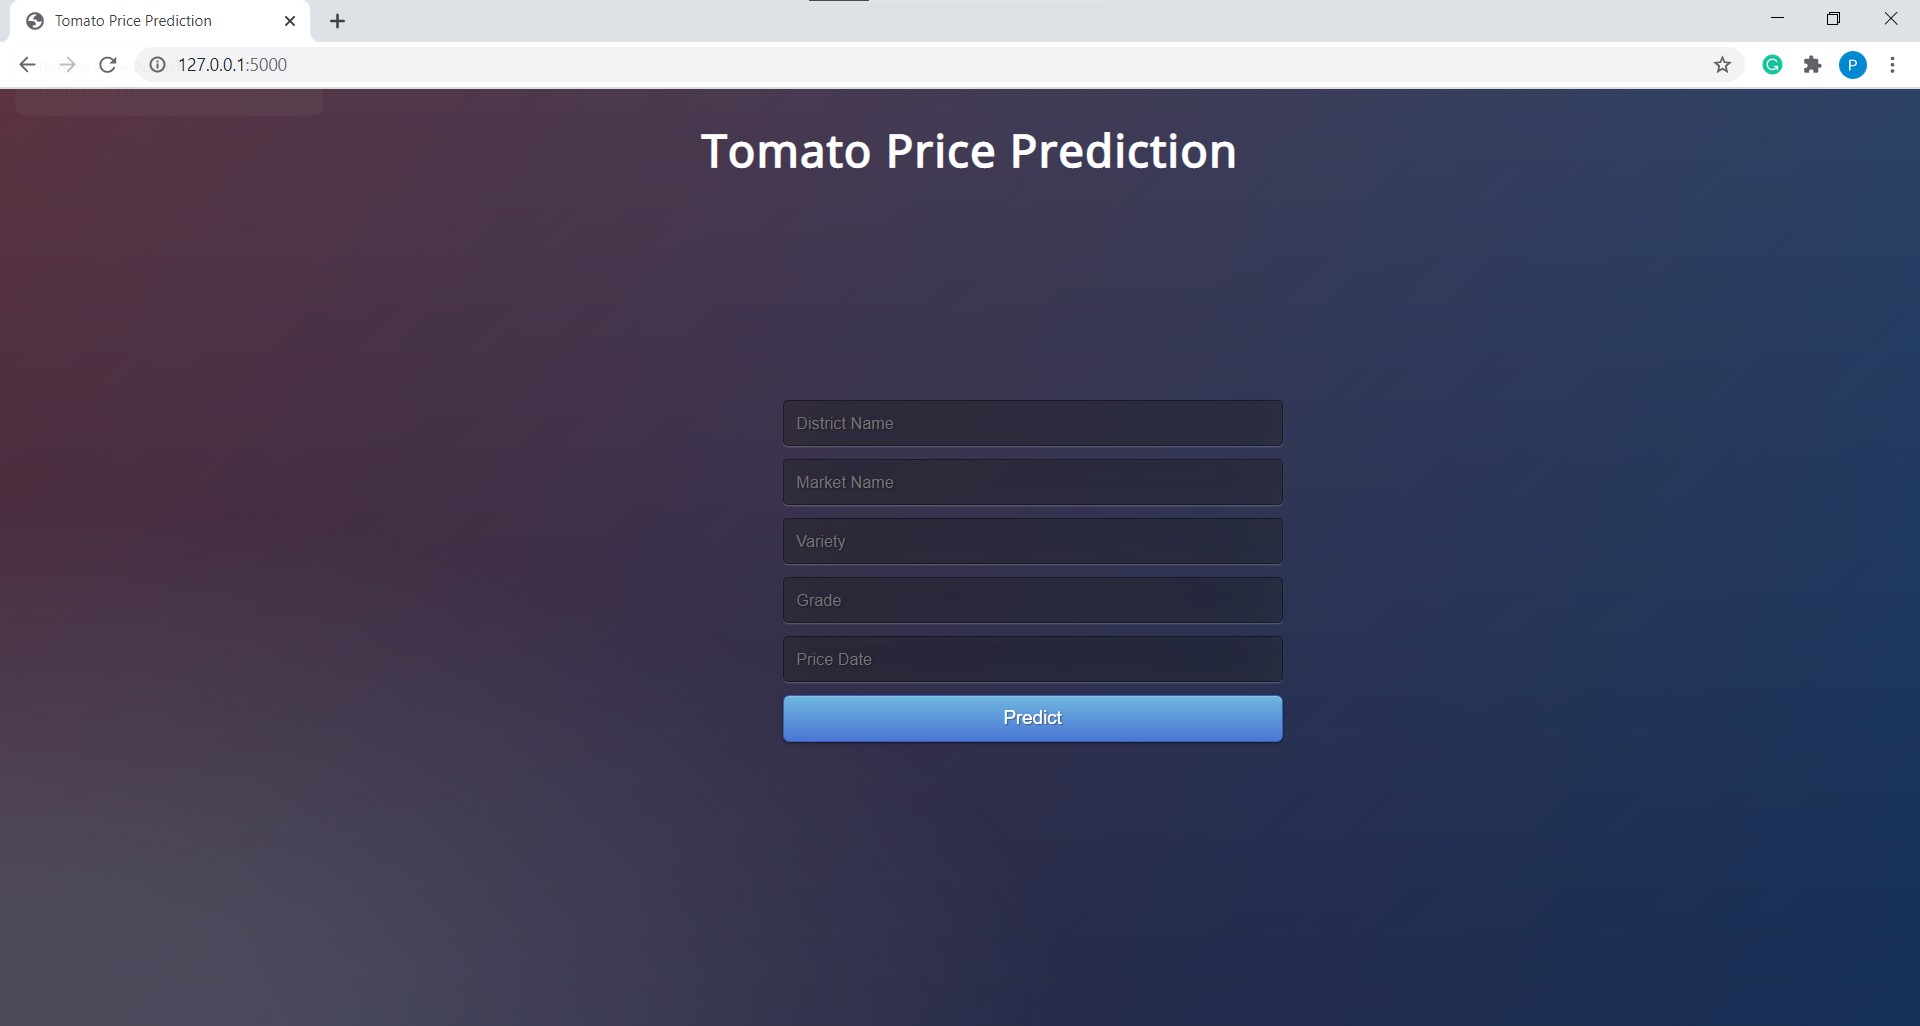 Tomato Price Prediction
127.0.0.1:5000
P
Tomato Price Prediction
District Name
Market Name
Variety
Grade
Price Date
Predict